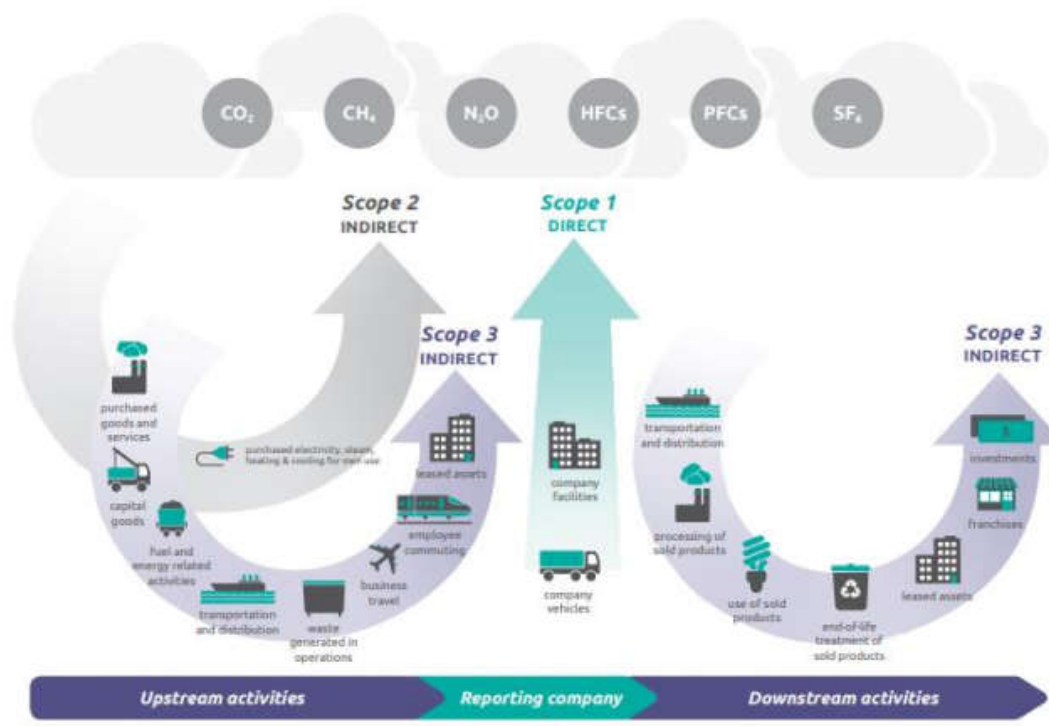 CO₂
CH₄
N₂O
HFCs
PFCs
SF₆
Scope 2
INDIRECT
Scope 1
DIRECT
Scope 3
INDIRECT
Scope 3
INDIRECT
purchased
goods and
services
capital
goods
fuel and
energy related
activities
transportation
and distribution
waste
generated in
operations
business
travel
employee
commuting
leased assets
purchased electricity, steam,
heating & cooling for own use
company
facilities
company
vehicles
transportation
and distribution
processing of
sold products
use of sold
products
end-of-life
treatment of
sold products
leased assets
franchises
investments
Upstream activities
Reporting company
Downstream activities